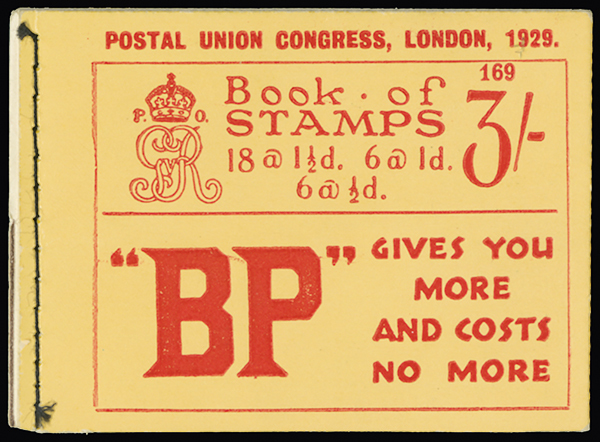 POSTAL UNION CONGRESS, LONDON, 1929.
169
P. O.
GRV
Book · of
STAMPS
3/-
18 @ 1½d. 6 @ 1d.
6 @ ½d.
"BP"
GIVES YOU
MORE
AND COSTS
NO MORE